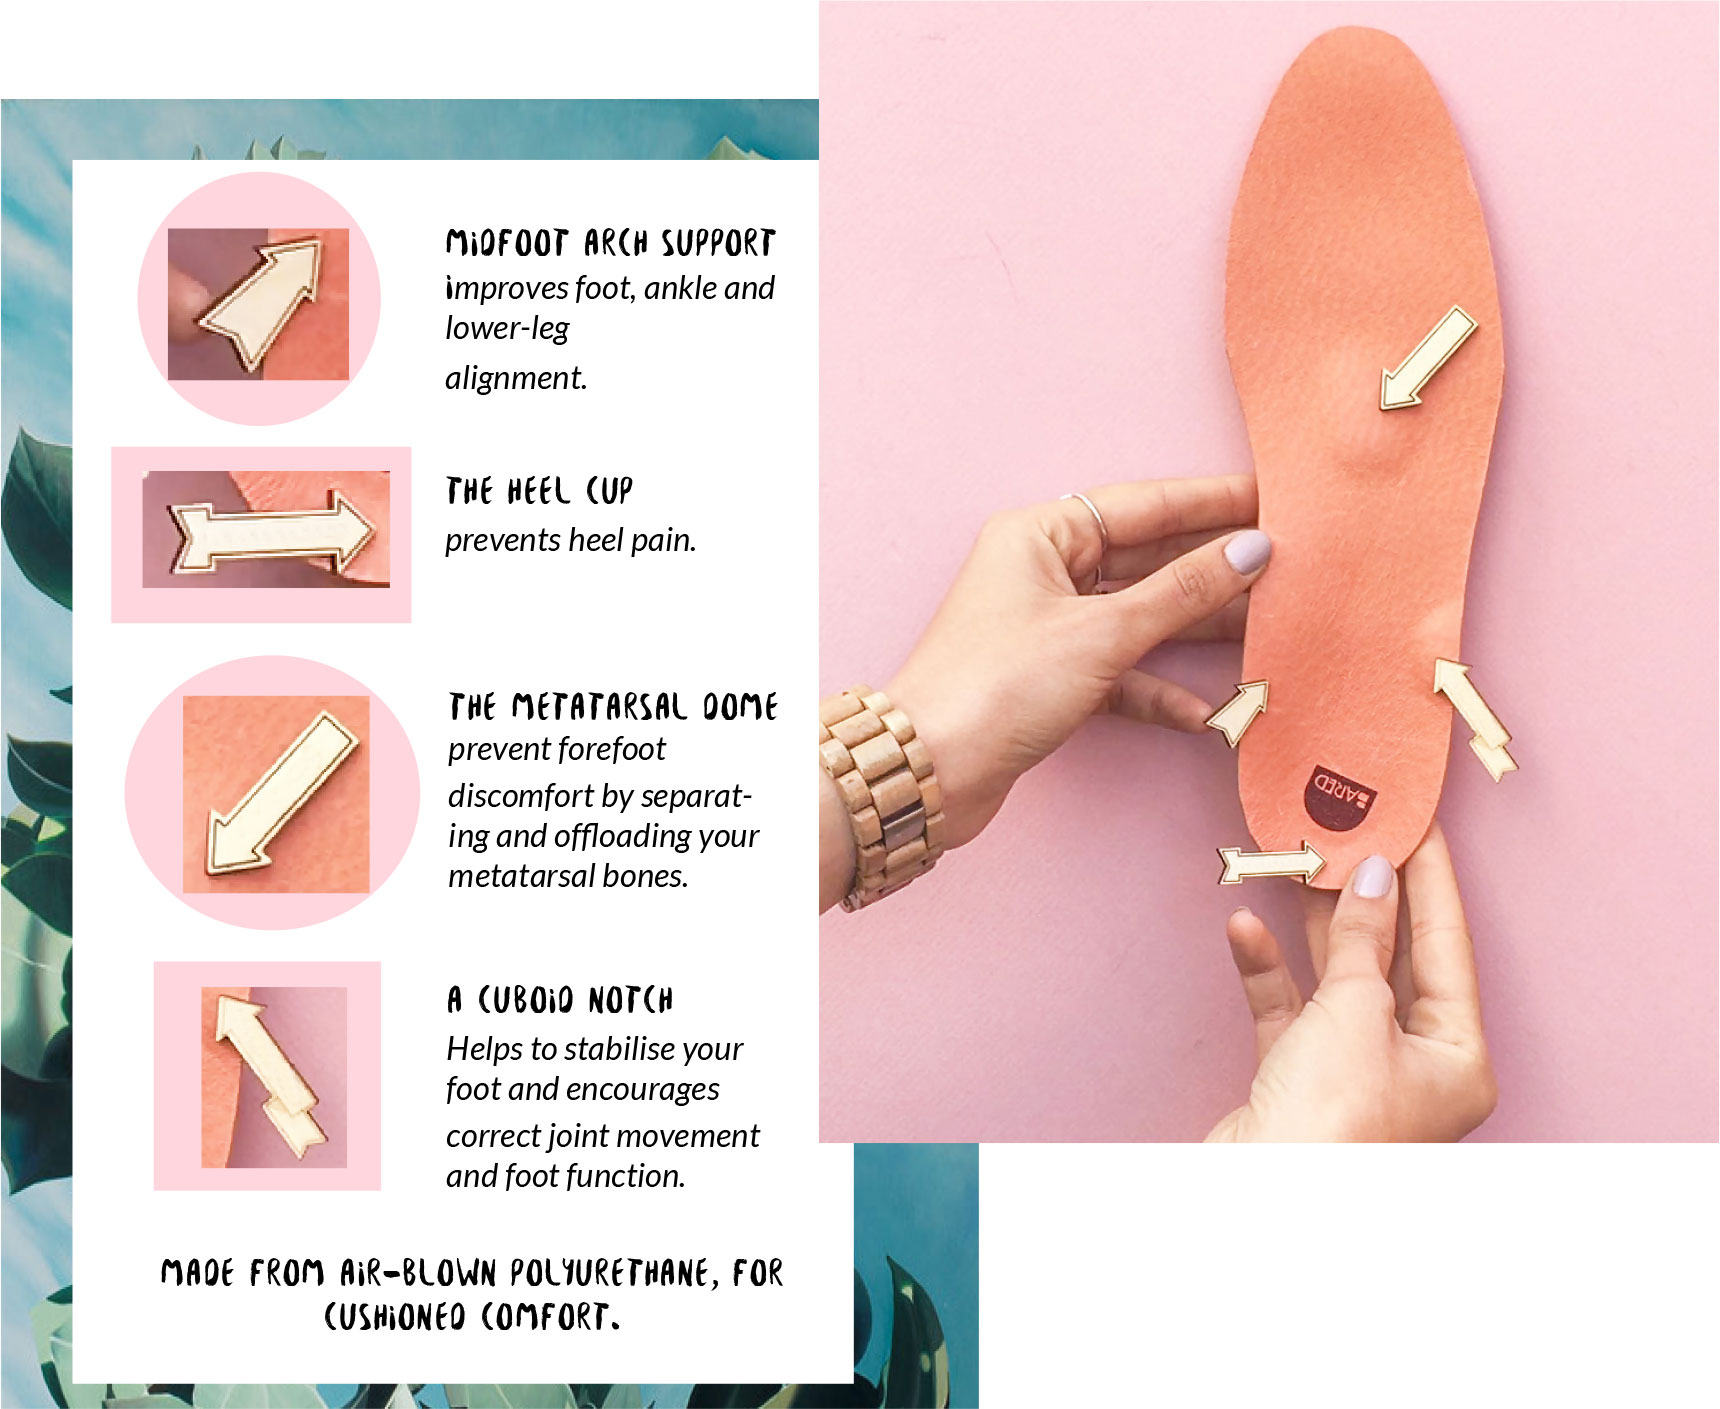 MiDFOOT ARCH SUPPORT
improves foot, ankle and
lower-leg
alignment.
THE HEEL CUP
prevents heel pain.
THE METATARSAL DOME
prevent forefoot
discomfort by separat-
ing and offloading your
metatarsal bones.
A CUBOiD NOTCH
Helps to stabilise your
foot and encourages
correct joint movement
and foot function.
MADE FROM AiR-BLOWN POLYURETHANE, FOR
CUSHiONED COMFORT.
BARED